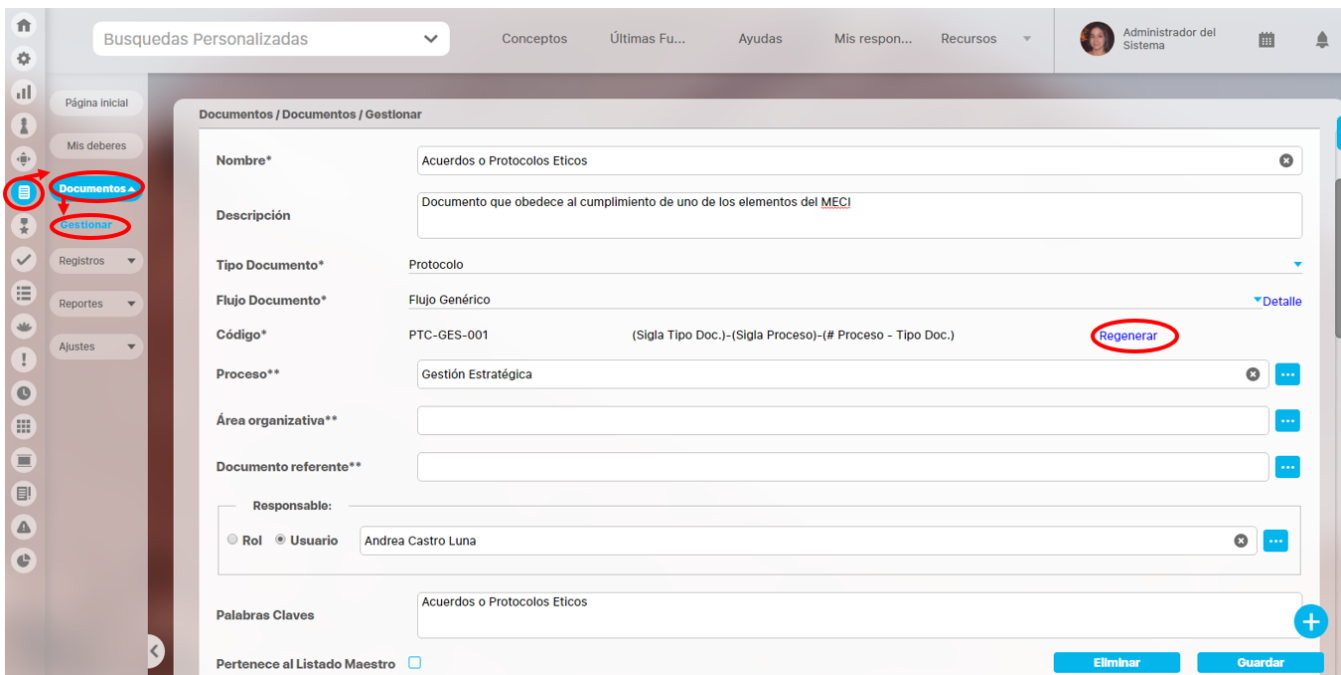 Busquedas Personalizadas
Conceptos
Últimas Fu...
Ayudas
Mis respon...
Recursos
Administrador del
Sistema
Página inicial
Mis deberes
Documentos
Gestionar
Registros
Reportes
Ajustes
Documentos / Documentos / Gestionar
Nombre* Acuerdos o Protocolos Eticos
Descripción Documento que obedece al cumplimiento de uno de los elementos del MECI
Tipo Documento* Protocolo
Flujo Documento* Flujo Genérico Detalle
Código* PTC-GES-001 (Sigla Tipo Doc.)-(Sigla Proceso)-(# Proceso - Tipo Doc.) Regenerar
Proceso** Gestión Estratégica
Área organizativa**
Documento referente**
Responsable:
Rol Usuario Andrea Castro Luna
Palabras Claves Acuerdos o Protocolos Eticos
Pertenece al Listado Maestro
Eliminar Guardar